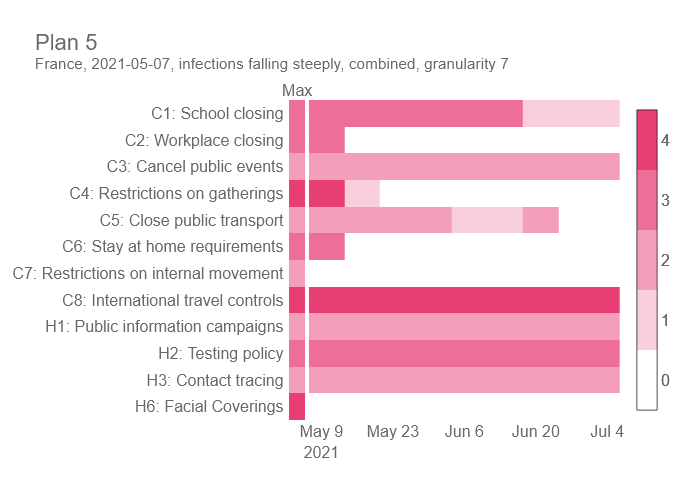 Plan 5
France, 2021-05-07, infections falling steeply, combined, granularity 7
Max
C1: School closing
C2: Workplace closing
C3: Cancel public events
C4: Restrictions on gatherings
C5: Close public transport
C6: Stay at home requirements
C7: Restrictions on internal movement
C8: International travel controls
H1: Public information campaigns
H2: Testing policy
H3: Contact tracing
H6: Facial Coverings
May 9 May 23 Jun 6 Jun 20 Jul 4
2021
4
3
2
1
0